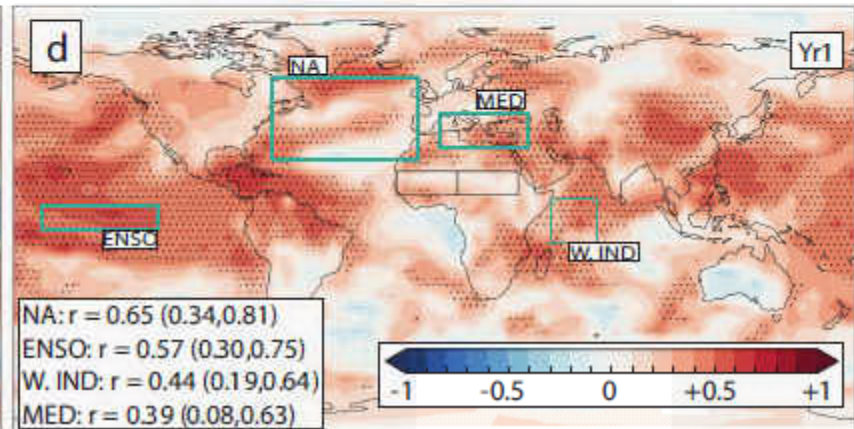 d
Yr1
NA
MED
ENSO
W. IND
NA: r = 0.65 (0.34,0.81)
ENSO: r = 0.57 (0.30,0.75)
W. IND: r = 0.44 (0.19,0.64)
MED: r = 0.39 (0.08,0.63)
-1 -0.5 0 +0.5 +1